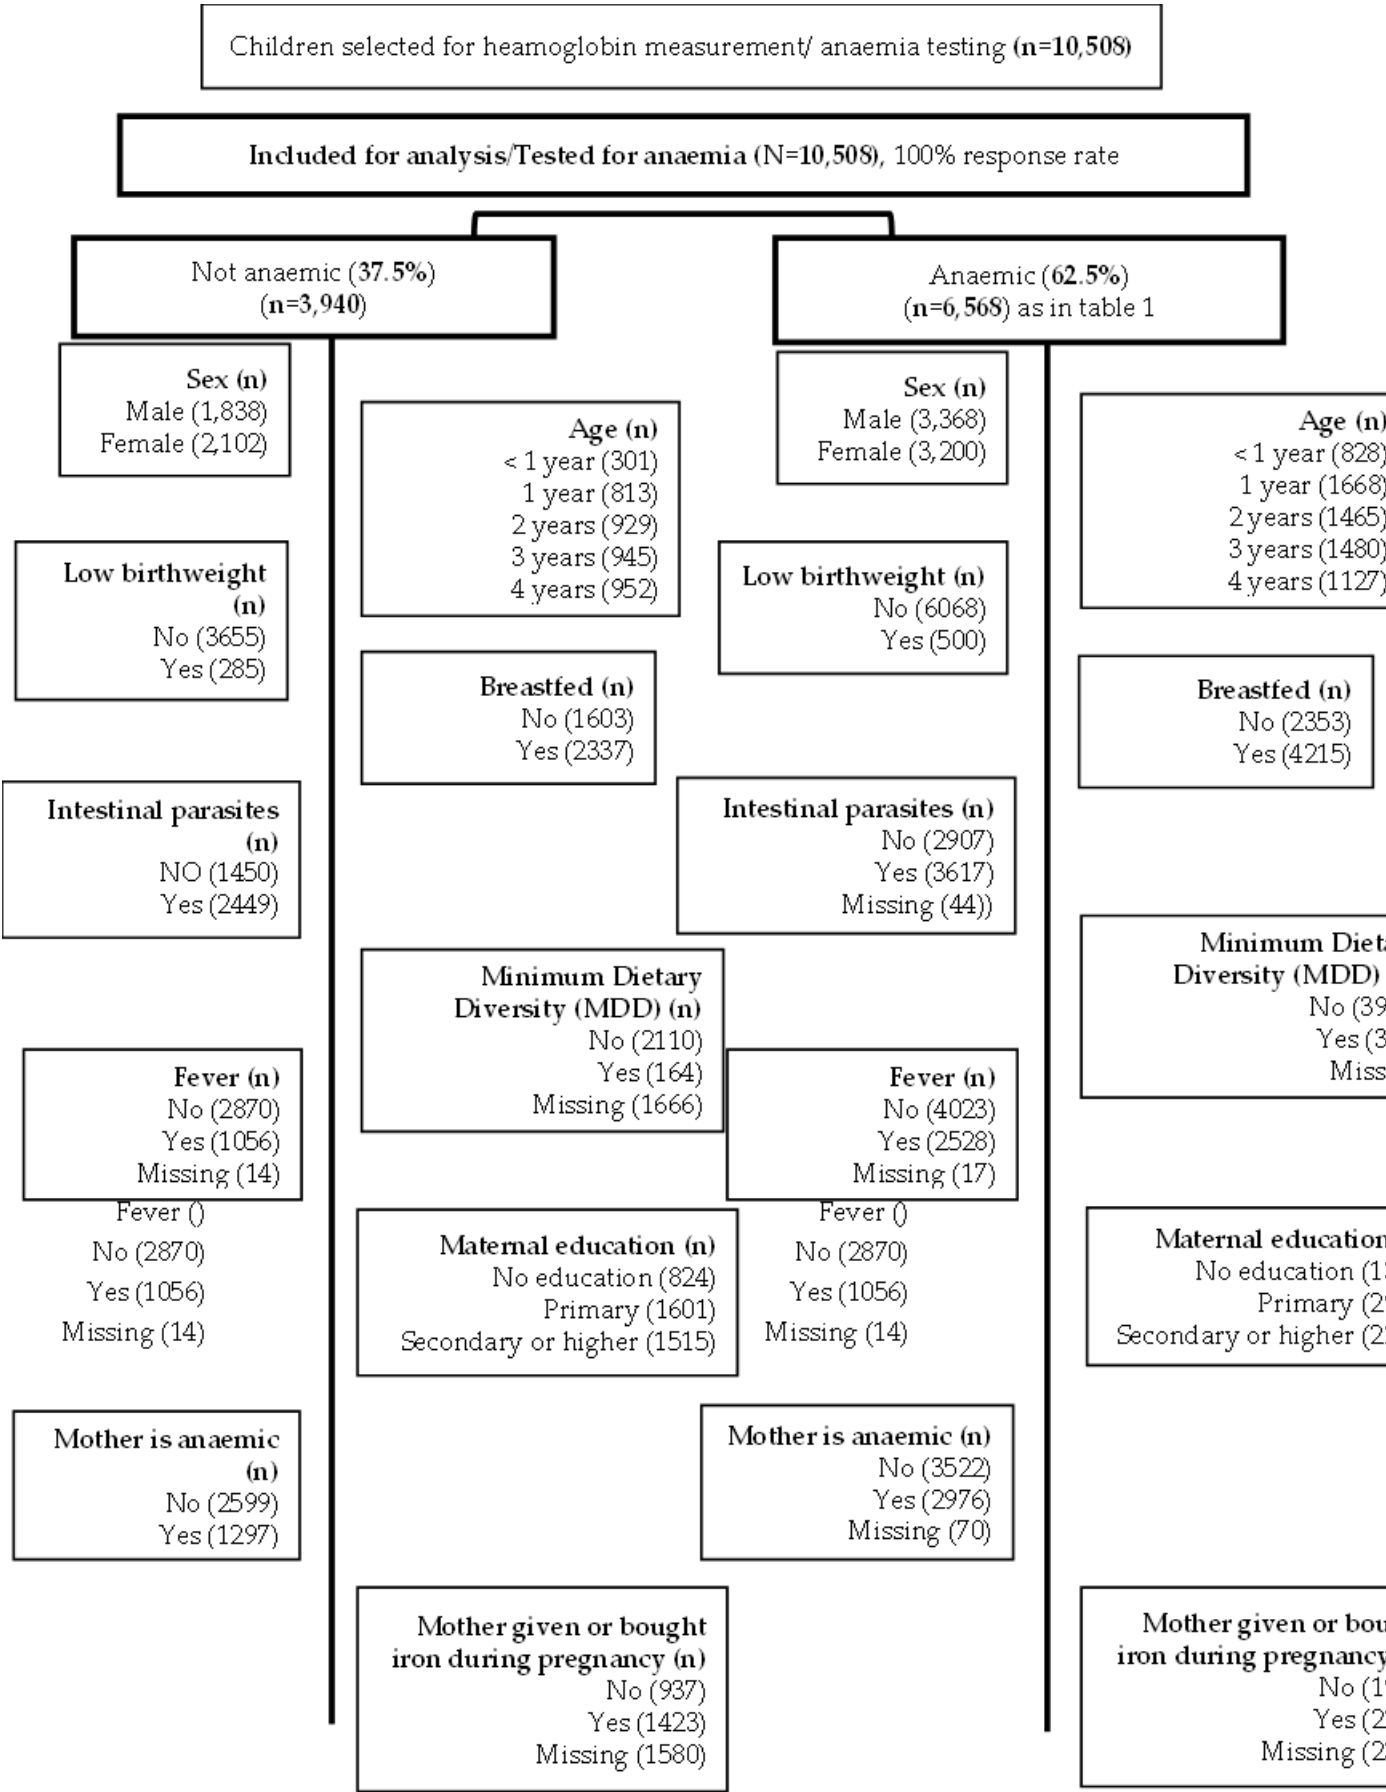 Children selected for heamoglobin measurement/ anaemia testing (n=10,508)
Included for analysis/Tested for anaemia (N=10,508), 100% response rate
Not anaemic (37.5%)
(n=3,940)
Anaemic (62.5%)
(n=6,568) as in table 1
Sex (n)
Male (1,838)
Female (2,102)
Age (n)
< 1 year (301)
1 year (813)
2 years (929)
3 years (945)
4 years (952)
Low birthweight
(n)
No (3655)
Yes (285)
Breastfed (n)
No (1603)
Yes (2337)
Intestinal parasites
(n)
NO (1450)
Yes (2449)
Minimum Dietary
Diversity (MDD) (n)
No (2110)
Yes (164)
Missing (1666)
Fever (n)
No (2870)
Yes (1056)
Missing (14)
Fever ()
No (2870)
Yes (1056)
Missing (14)
Maternal education (n)
No education (824)
Primary (1601)
Secondary or higher (1515)
Mother is anaemic
(n)
No (2599)
Yes (1297)
Mother given or bought
iron during pregnancy (n)
No (937)
Yes (1423)
Missing (1580)
Sex (n)
Male (3,368)
Female (3,200)
Age (n)
< 1 year (828)
1 year (1668)
2 years (1465)
3 years (1480)
4 years (1127)
Low birthweight (n)
No (6068)
Yes (500)
Breastfed (n)
No (2353)
Yes (4215)
Intestinal parasites (n)
No (2907)
Yes (3617)
Missing (44))
Minimum
Diversity (MDD)
No
Yes
Fever (n)
No (4023)
Yes (2528)
Missing (17)
Fever ()
No (2870)
Yes (1056)
Missing (14)
Maternal education
No education
Primary
Secondary or higher
Mother is anaemic (n)
No (3522)
Yes (2976)
Missing (70)
Mother given or
iron during pregnancy
No
Yes
Missing